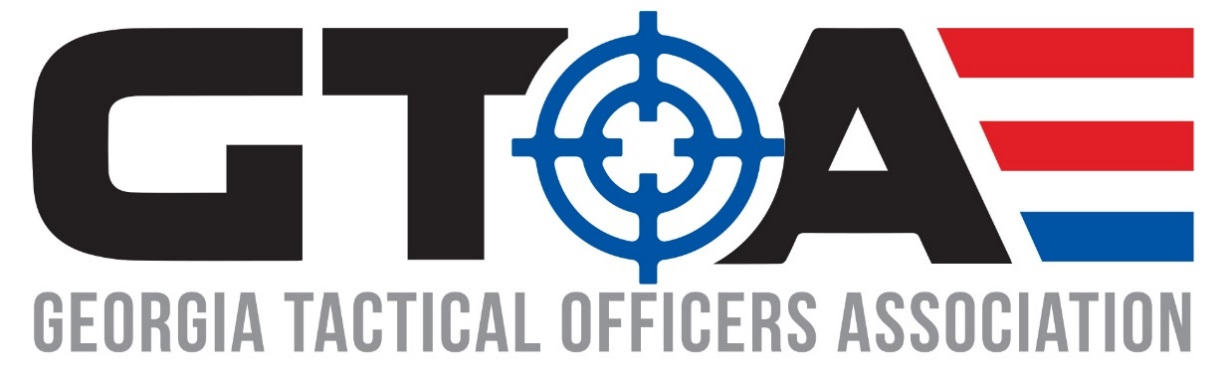 GTOA
GEORGIA TACTICAL OFFICERS ASSOCIATION